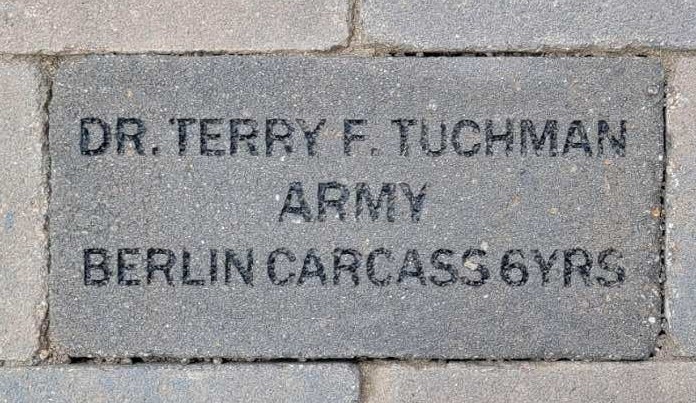 DR. TERRY F. TUCHMAN
ARMY
BERLIN CARCASS 6YRS